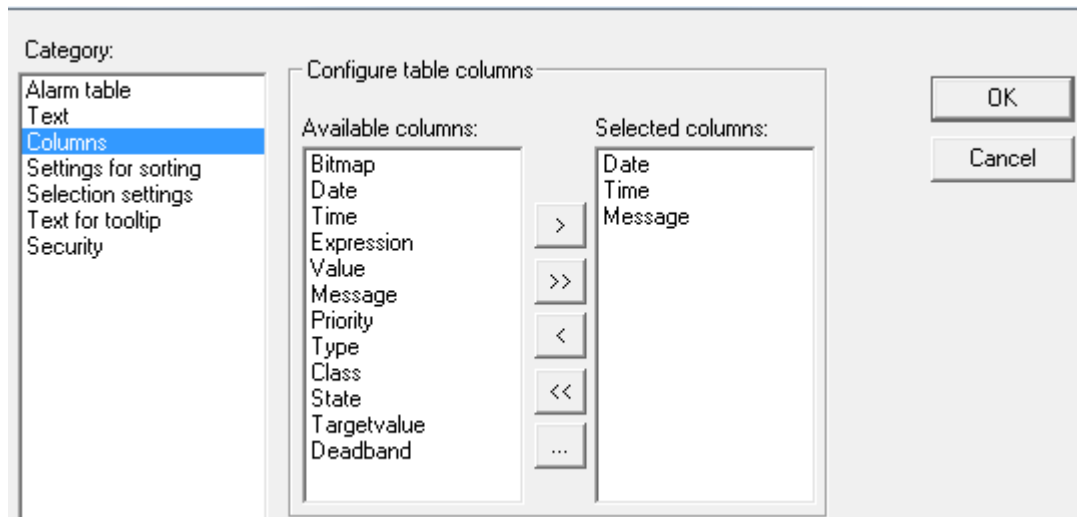 Category:
Alarm table
Text
Columns
Settings for sorting
Selection settings
Text for tooltip
Security
Configure table columns
Available columns:
Bitmap
Date
Time
Expression
Value
Message
Priority
Type
Class
State
Targetvalue
Deadband
>
>>
<
<<
...
Selected columns:
Date
Time
Message
OK
Cancel